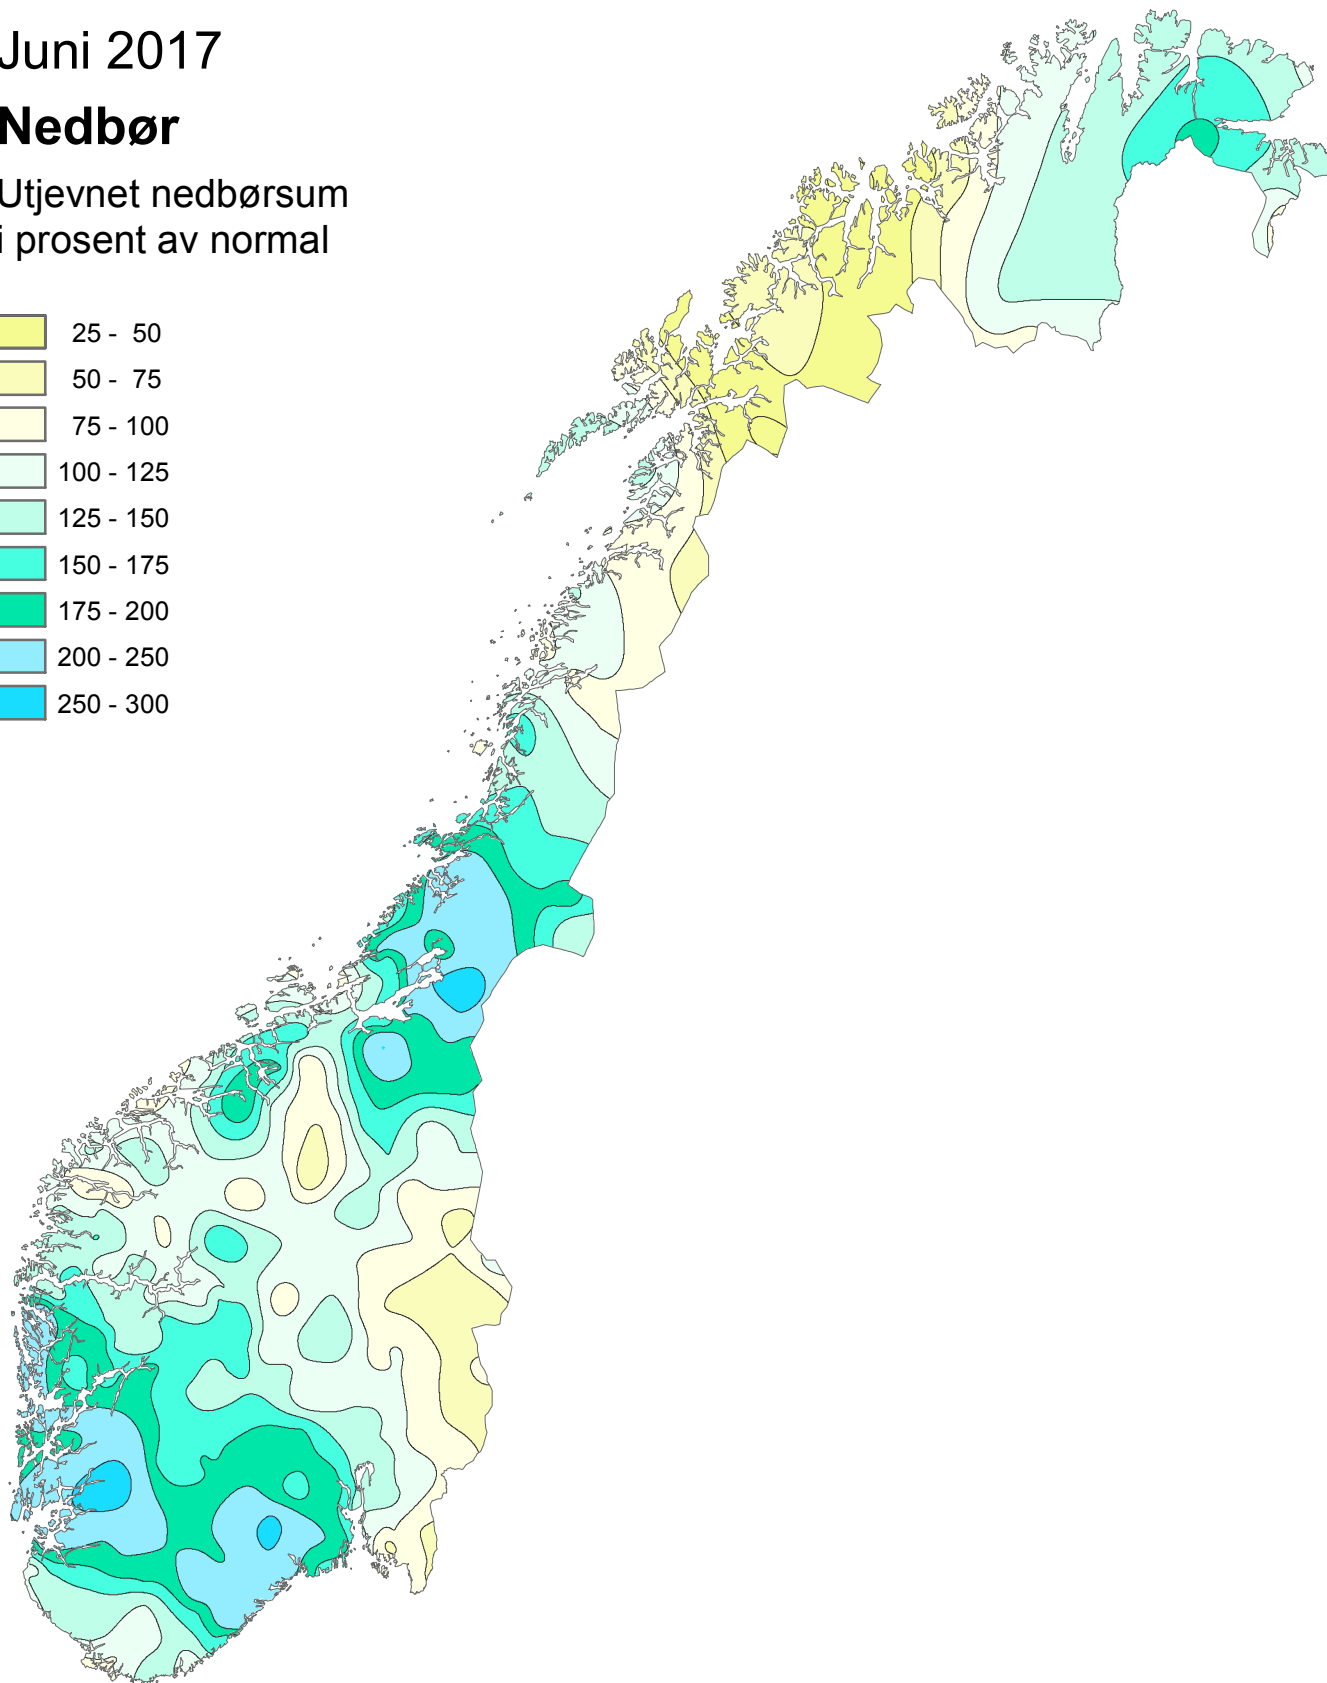 Juni 2017
Nedbør
Utjevnet nedbørsum
i prosent av normal
25 - 50
50 - 75
75 - 100
100 - 125
125 - 150
150 - 175
175 - 200
200 - 250
250 - 300